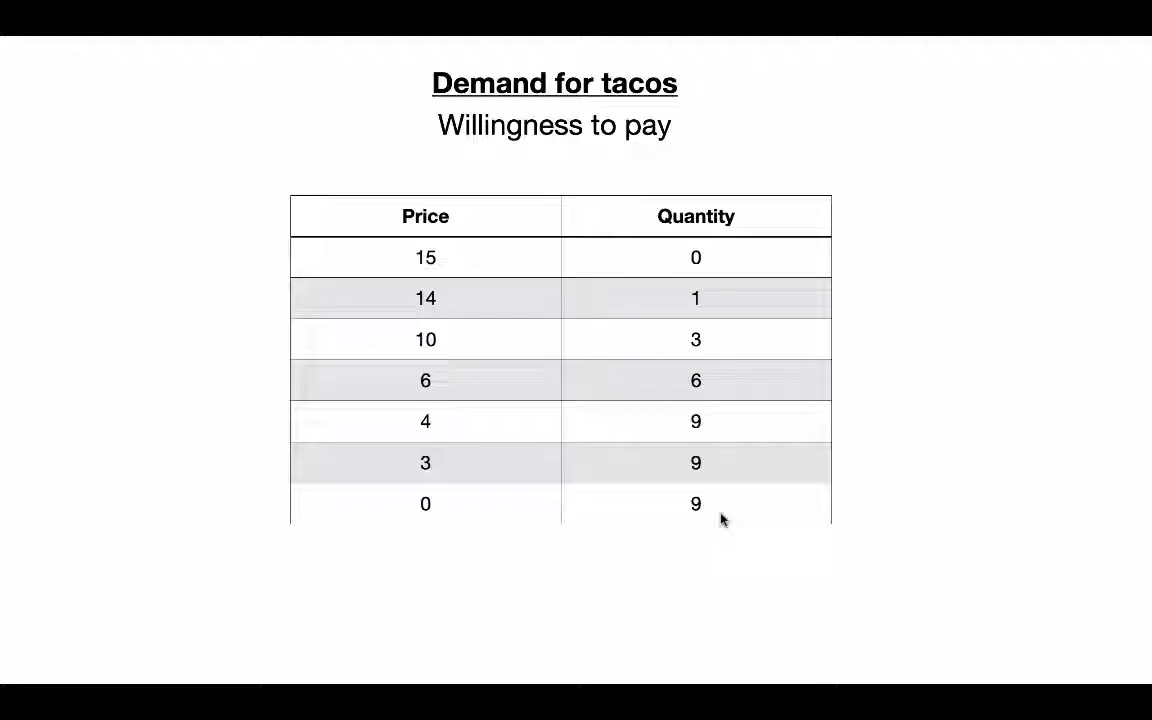 Demand for tacos
Willingness to pay
Price Quantity
15 0
14 1
10 3
6 6
4 9
3 9
0 9